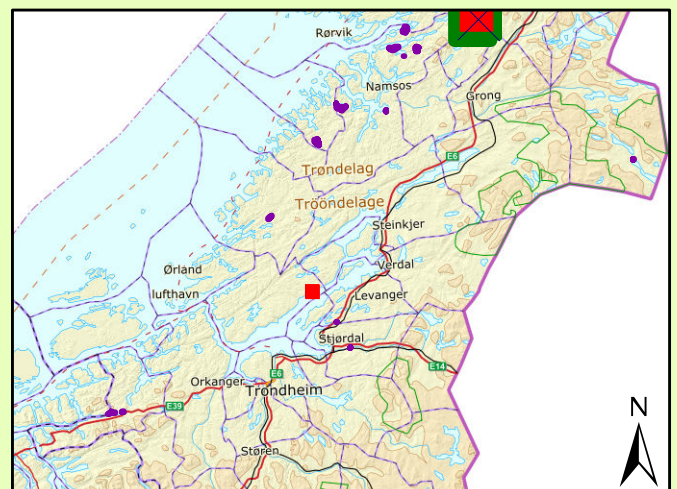 Rørvik
Namsos
Grong
E6
Trøndelag
Trööndelage
Steinkjer
Ørland
lufthavn
Verdal
Levanger
Stjørdal
E14
E6
Orkanger
Trondheim
E39
Støren
N